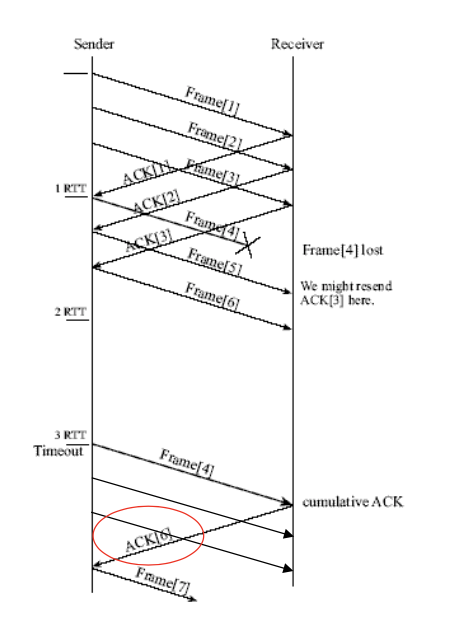 Sender
Receiver
Frame[1]
Frame[2]
ACK[1]
Frame[3]
1 RTT
ACK[2]
Frame[4]
ACK[3]
Frame[4] lost
Frame[5]
We might resend
ACK[3] here.
Frame[6]
2 RTT
3 RTT
Timeout
Frame[4]
cumulative ACK
ACK[6]
Frame[7]